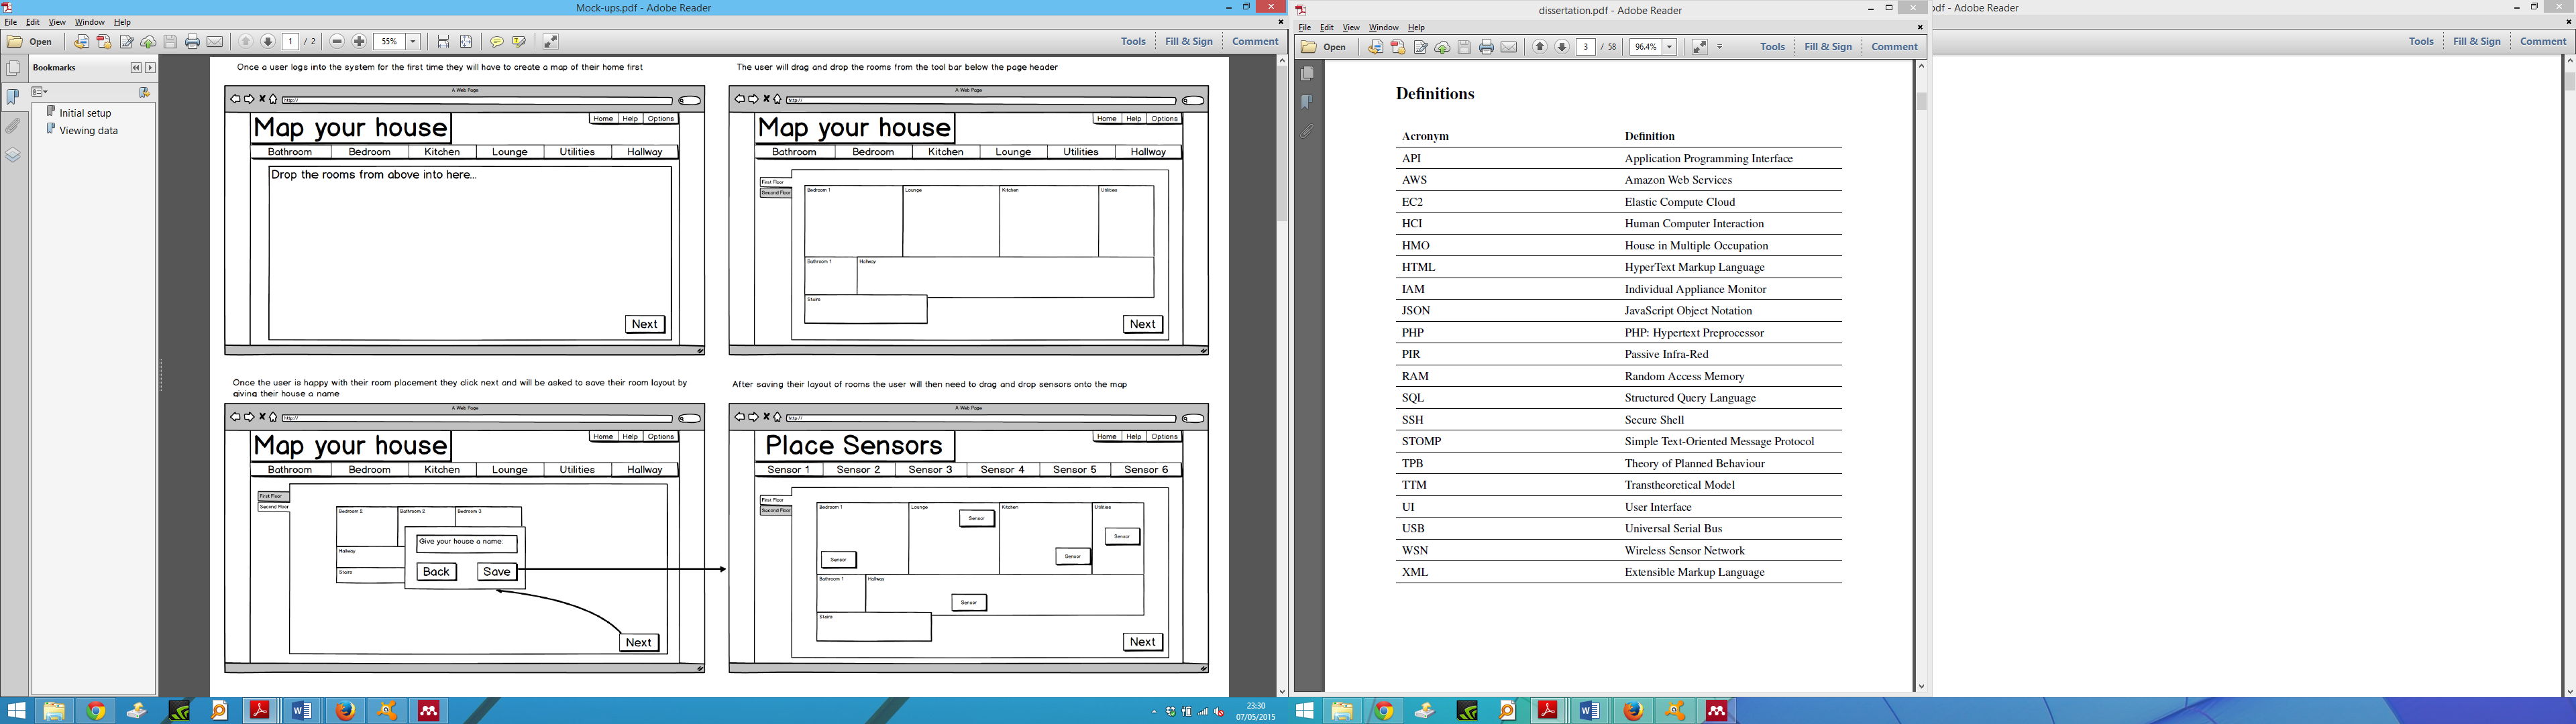 Mock-ups.pdf - Adobe Reader
File Edit View Window Help
Open 1 / 2 55% Tools Fill & Sign Comment
Bookmarks
Initial setup
Viewing data
Once a user logs into the system for the first time they will have to create a map of their home first
A Web Page
http://
Map your house
Home Help Options
Bathroom Bedroom Kitchen Lounge Utilities Hallway
Drop the rooms from above into here...
Next
The user will drag and drop the rooms from the tool bar below the page header
A Web Page
http://
Map your house
Home Help Options
Bathroom Bedroom Kitchen Lounge Utilities Hallway
First Floor
Second Floor
Bedroom 1 Lounge Kitchen Utilities
Bathroom 1 Hallway
Stairs
Next
Once the user is happy with their room placement they click next and will be asked to save their room layout by
giving their house a name
A Web Page
http://
Map your house
Home Help Options
Bathroom Bedroom Kitchen Lounge Utilities Hallway
First Floor
Second Floor
Bedroom 2 Bathroom 2 Bedroom 3
Hallway
Stairs
Give your house a name:
Back Save
Next
After saving their layout of rooms the user will then need to drag and drop sensors onto the map
A Web Page
http://
Place Sensors
Home Help Options
Sensor 1 Sensor 2 Sensor 3 Sensor 4 Sensor 5 Sensor 6
First Floor
Second Floor
Bedroom 1 Lounge Kitchen Utilities
Sensor
Sensor
Sensor
Sensor
Bathroom 1 Hallway
Sensor
Stairs
Next
23:30
07/05/2015
dissertation.pdf - Adobe Reader
File Edit View Window Help
Open 3 / 58 96.4% Tools Fill & Sign Comment
Definitions
Acronym Definition
API Application Programming Interface
AWS Amazon Web Services
EC2 Elastic Compute Cloud
HCI Human Computer Interaction
HMO House in Multiple Occupation
HTML HyperText Markup Language
IAM Individual Appliance Monitor
JSON JavaScript Object Notation
PHP PHP: Hypertext Preprocessor
PIR Passive Infra-Red
RAM Random Access Memory
SQL Structured Query Language
SSH Secure Shell
STOMP Simple Text-Oriented Message Protocol
TPB Theory of Planned Behaviour
TTM Transtheoretical Model
UI User Interface
USB Universal Serial Bus
WSN Wireless Sensor Network
XML Extensible Markup Language
pdf - Adobe Reader
Tools Fill & Sign Comment